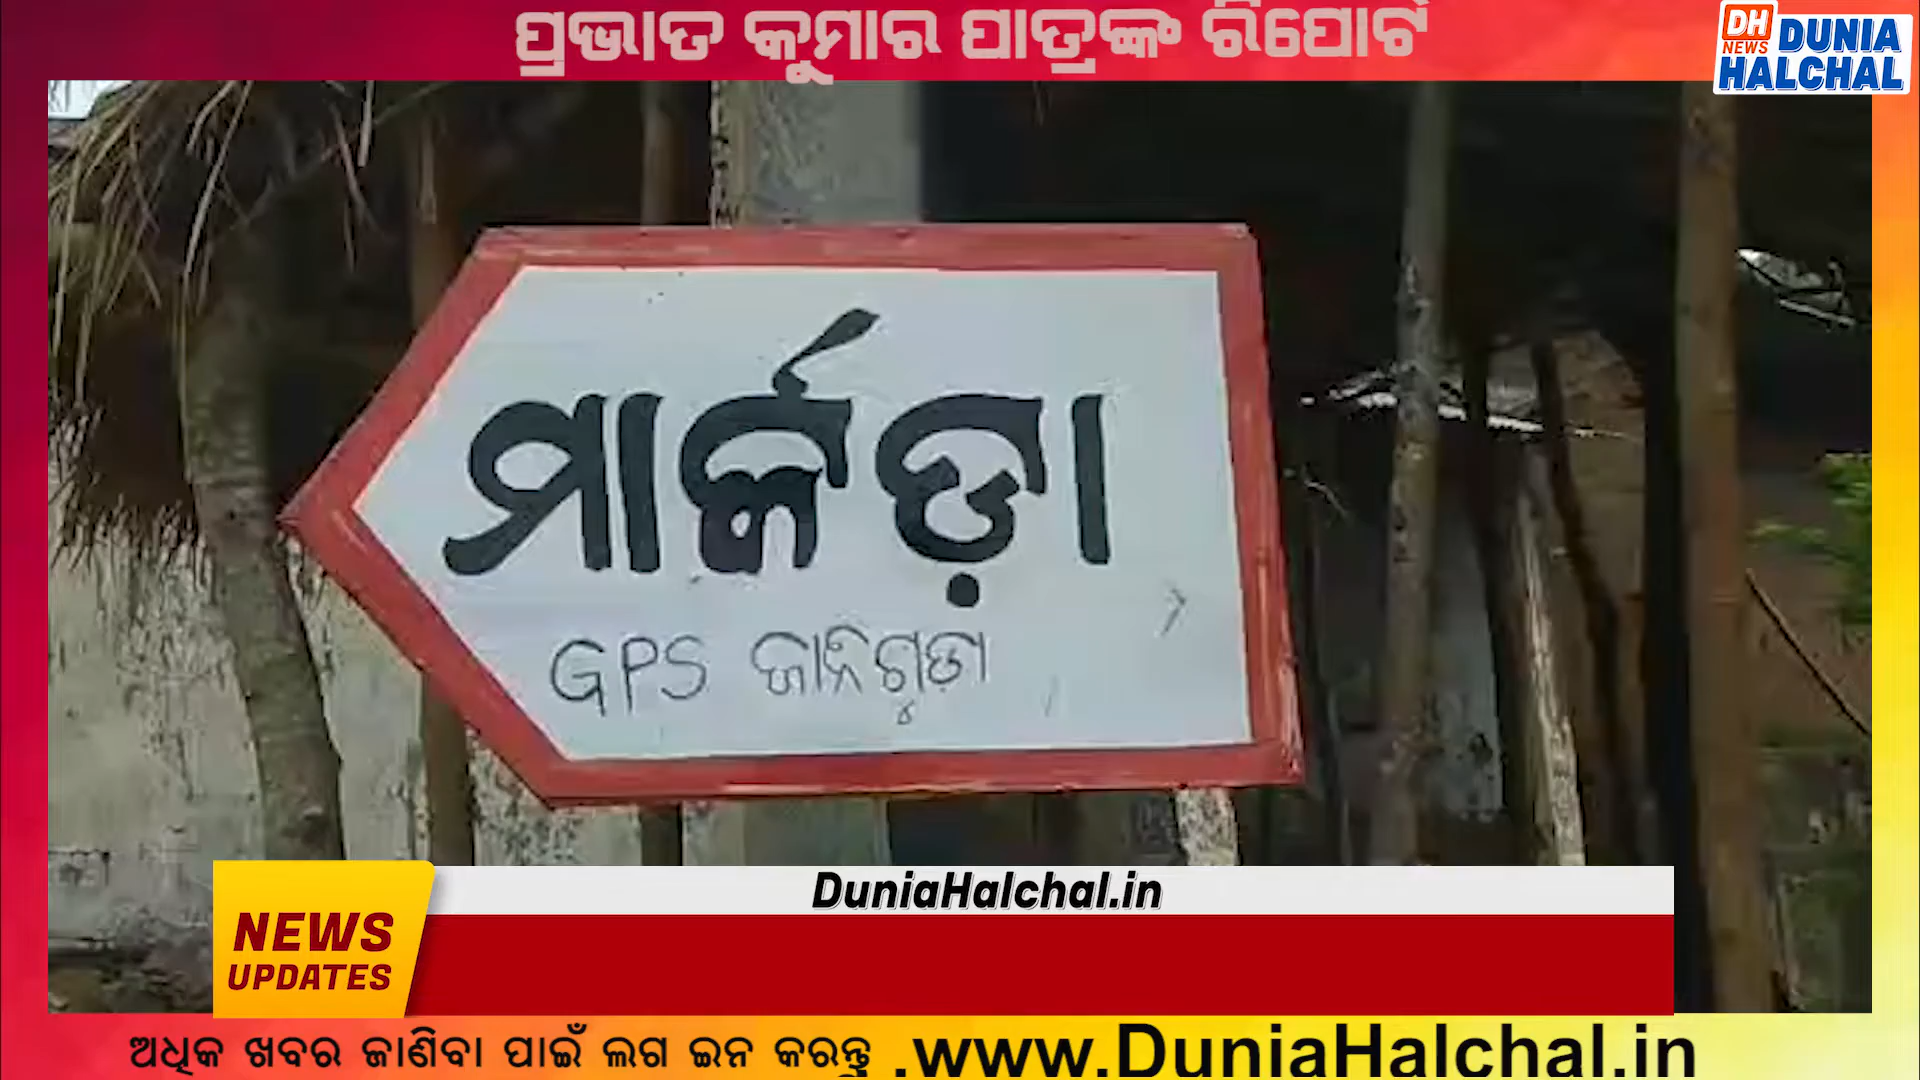 ପ୍ରଭାତ କୁମାର ପାତ୍ରଙ୍କ ରିପୋର୍ଟ
DH NEWS DUNIA HALCHAL
ମାର୍କଡ଼ା
GPS ଜାନିଗୁଡା
DuniaHalchal.in
NEWS
UPDATES
ଅଧିକ ଖବର ଜାଣିବା ପାଇଁ ଲଗ ଇନ କରନ୍ତୁ .www.DuniaHalchal.in